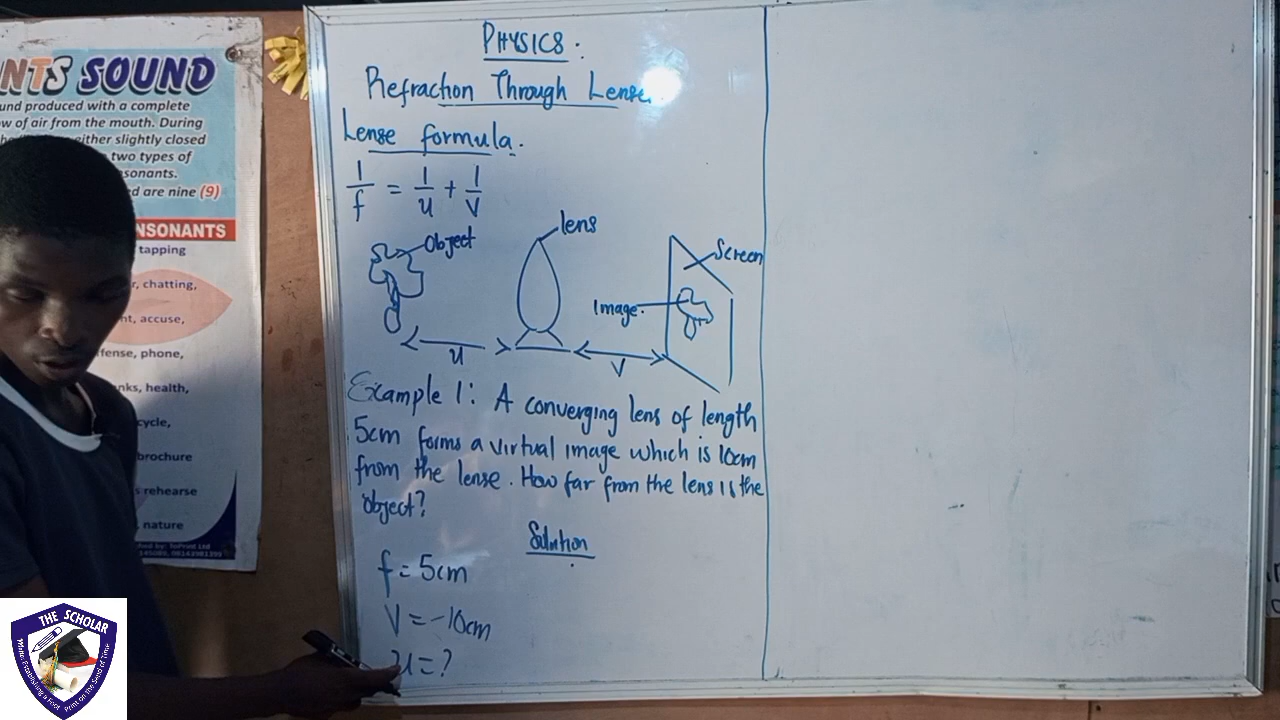 PHYSICS.
Refraction Through Lense
Lense formula.
1/f = 1/u + 1/v
Object
lens
Screen
Image
u
v
Example 1: A converging lens of length
5cm forms a virtual image which is 10cm
from the lense. How far from the lens is the
object?
Solution
f = 5cm
V = -10cm
u = ?
NTS SOUND
und produced with a complete
w of air from the mouth. During
either slightly closed
two types of
sonants.
d are nine (9)
NSONANTS
tapping
r, chatting,
nt, accuse,
fense, phone,
nks, health,
cycle,
brochure
s rehearse
, nature
THE SCHOLAR